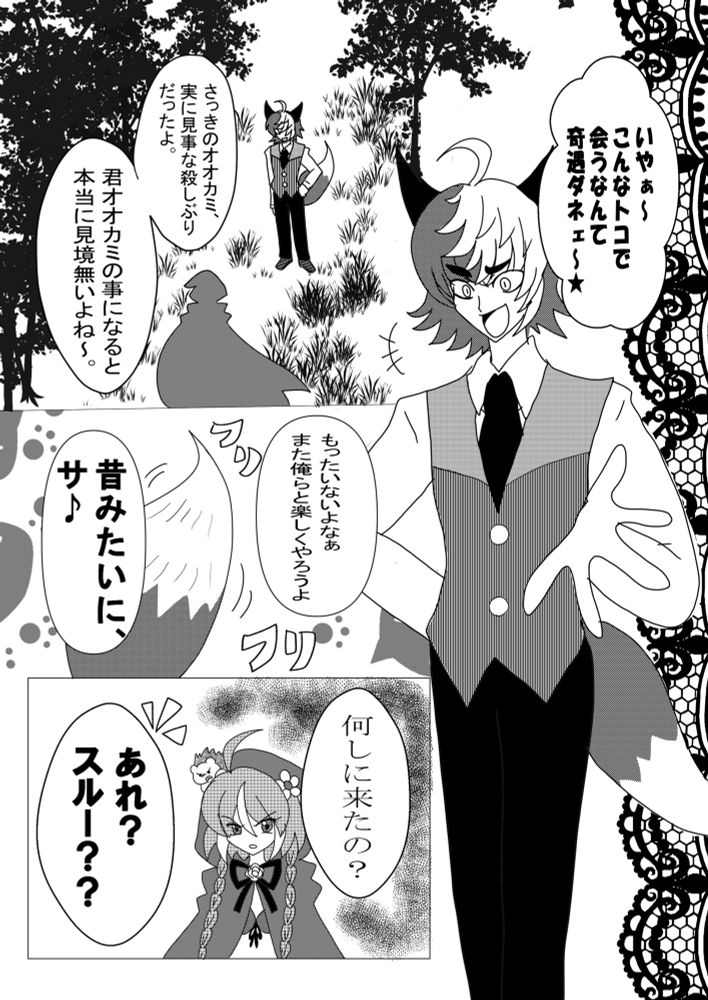 いやぁ～
こんなトコで
会うなんて
奇遇ダネェ～★
さっきのオオカミ、
実に見事な殺しぶり
だったよ。
君オオカミの事になると
本当に見境無いよね～。
もったいないよなぁ
また俺らと楽しくやろうよ
フリ
フリ
昔みたいに、
サ♪
何しに来たの？
あれ？
スルー？？